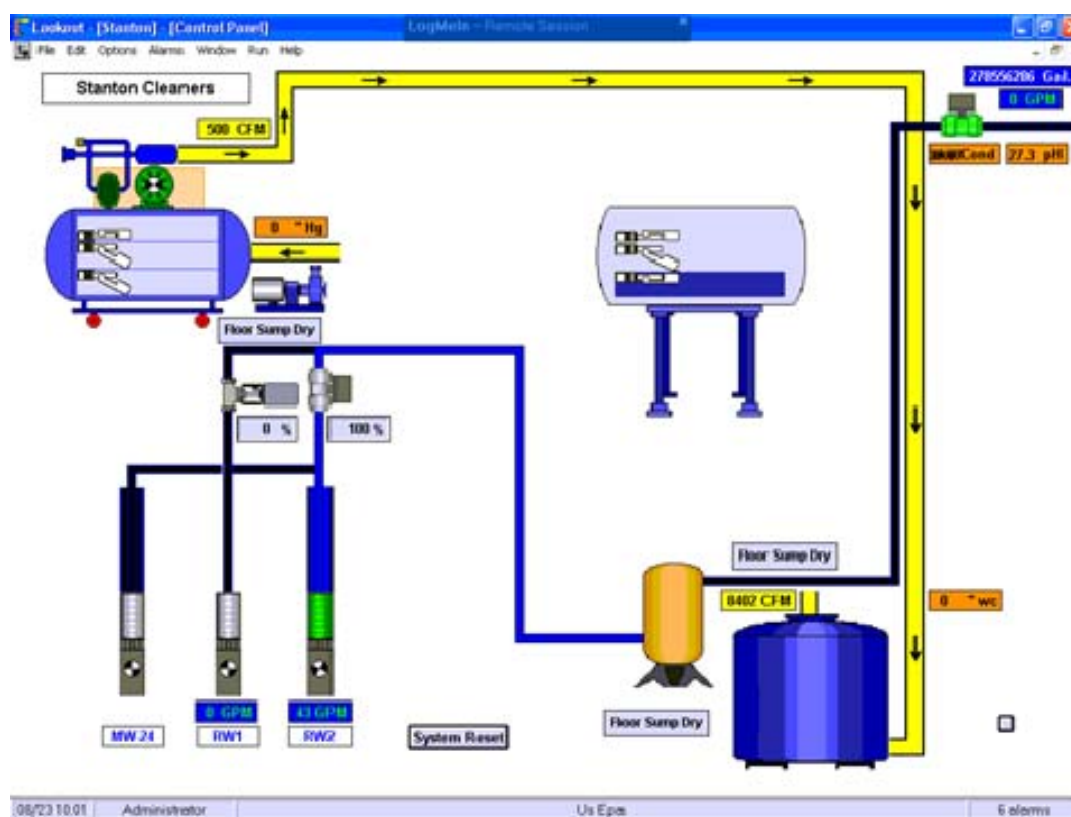 Lookout - [Stanton] - [Control Panel]
LogMeIn - Remote Session
File Edit Options Alarms Window Run Help
278556286 Gal.
0 GPM
Stanton Cleaners
500 CFM
Cond
27.3 pH
0 "Hg
Floor Sump Dry
0 %
100 %
Floor Sump Dry
8402 CFM
0 "wc
0 GPM
43 GPM
Floor Sump Dry
MW 24
RW1
RW2
System Reset
08/23 10:01
Administrator
Us Epa
6 alarms